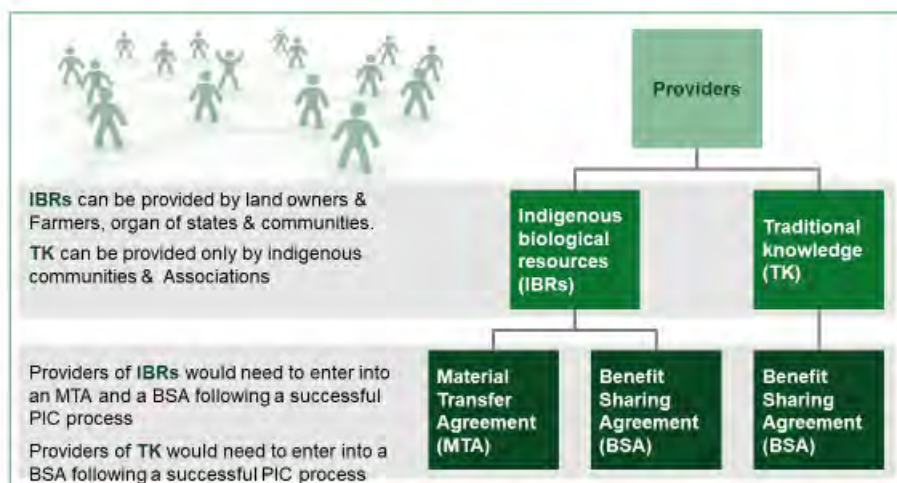 Providers
IBRs can be provided by land owners &
Farmers, organ of states & communities.
TK can be provided only by indigenous
communities & Associations
Indigenous
biological
resources
(IBRs)
Traditional
knowledge
(TK)
Providers of IBRs would need to enter into
an MTA and a BSA following a successful
PIC process
Providers of TK would need to enter into a
BSA following a successful PIC process
Material
Transfer
Agreement
(MTA)
Benefit
Sharing
Agreement
(BSA)
Benefit
Sharing
Agreement
(BSA)